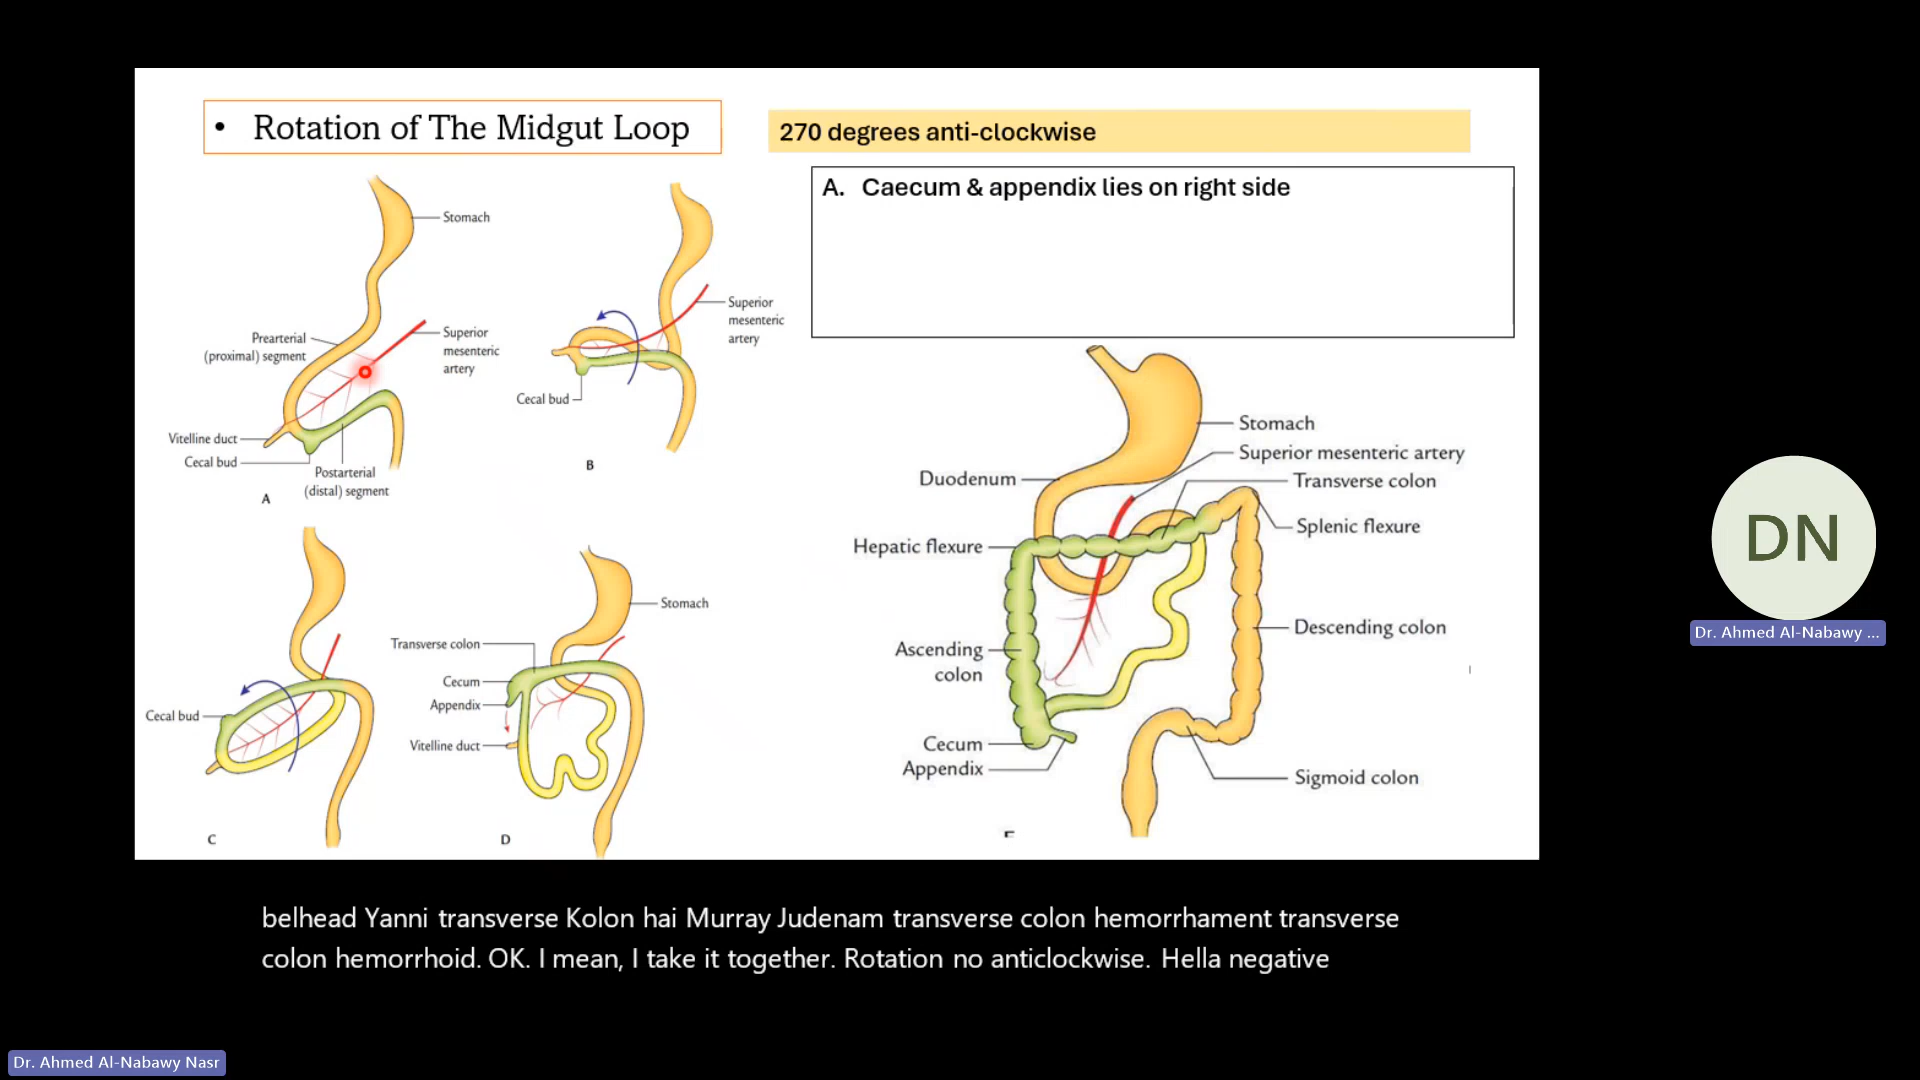 • Rotation of The Midgut Loop
270 degrees anti-clockwise
A. Caecum & appendix lies on right side
Stomach
Prearterial
(proximal) segment
Superior
mesenteric
artery
Vitelline duct
Cecal bud
Postarterial
(distal) segment
A
Superior
mesenteric
artery
Cecal bud
B
Cecal bud
C
Stomach
Transverse colon
Cecum
Appendix
Vitelline duct
D
Stomach
Superior mesenteric artery
Duodenum
Transverse colon
Splenic flexure
Hepatic flexure
Descending colon
Ascending
colon
Cecum
Appendix
Sigmoid colon
DN
Dr. Ahmed Al-Nabawy ...
belhead Yanni transverse Kolon hai Murray Judenam transverse colon hemorrhament transverse
colon hemorrhoid. OK. I mean, I take it together. Rotation no anticlockwise. Hella negative
Dr. Ahmed Al-Nabawy Nasr